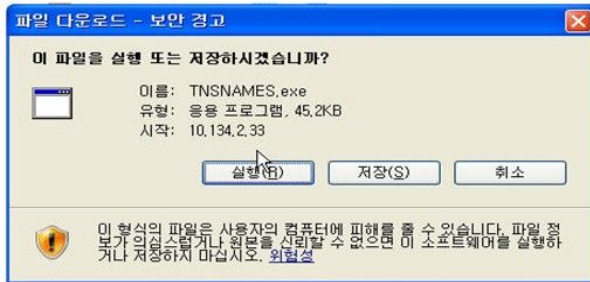 파일 다운로드 - 보안 경고
이 파일을 실행 또는 저장하시겠습니까?
이름: TNSNAMES.exe
유형: 응용 프로그램, 45.2KB
시작: 10.134.2.33
실행(R) 저장(S) 취소
이 형식의 파일은 사용자의 컴퓨터에 피해를 줄 수 있습니다. 파일 정
보가 의심스럽거나 원본을 신뢰할 수 없으면 이 소프트웨어를 실행하
거나 저장하지 마십시오. 위험성